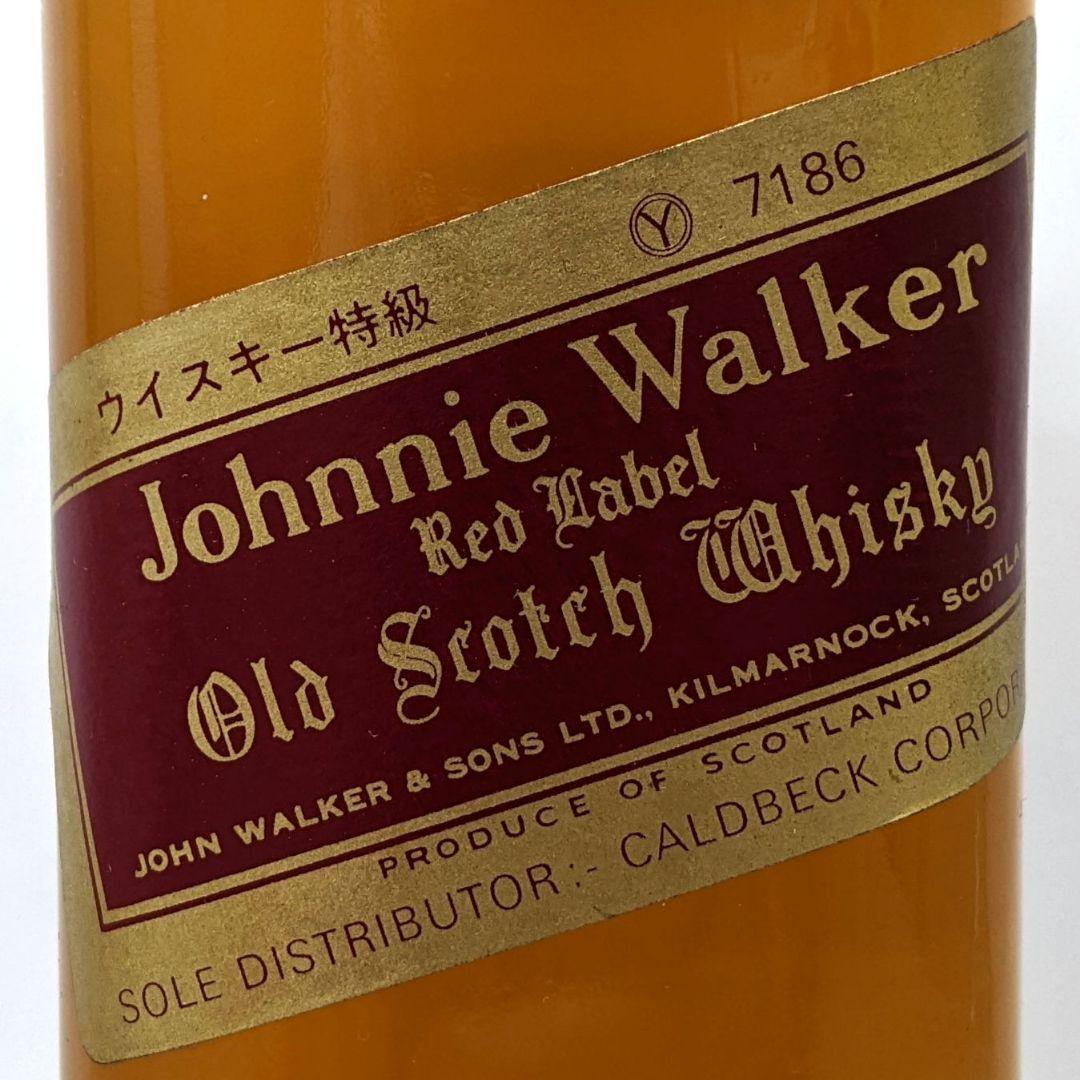 ウイスキー特級 Ⓨ 7186
Johnnie Walker
Red Label
Old Scotch Whisky
JOHN WALKER & SONS LTD., KILMARNOCK,
PRODUCE OF SCOTLAND
SOLE DISTRIBUTOR :- CALDBECK